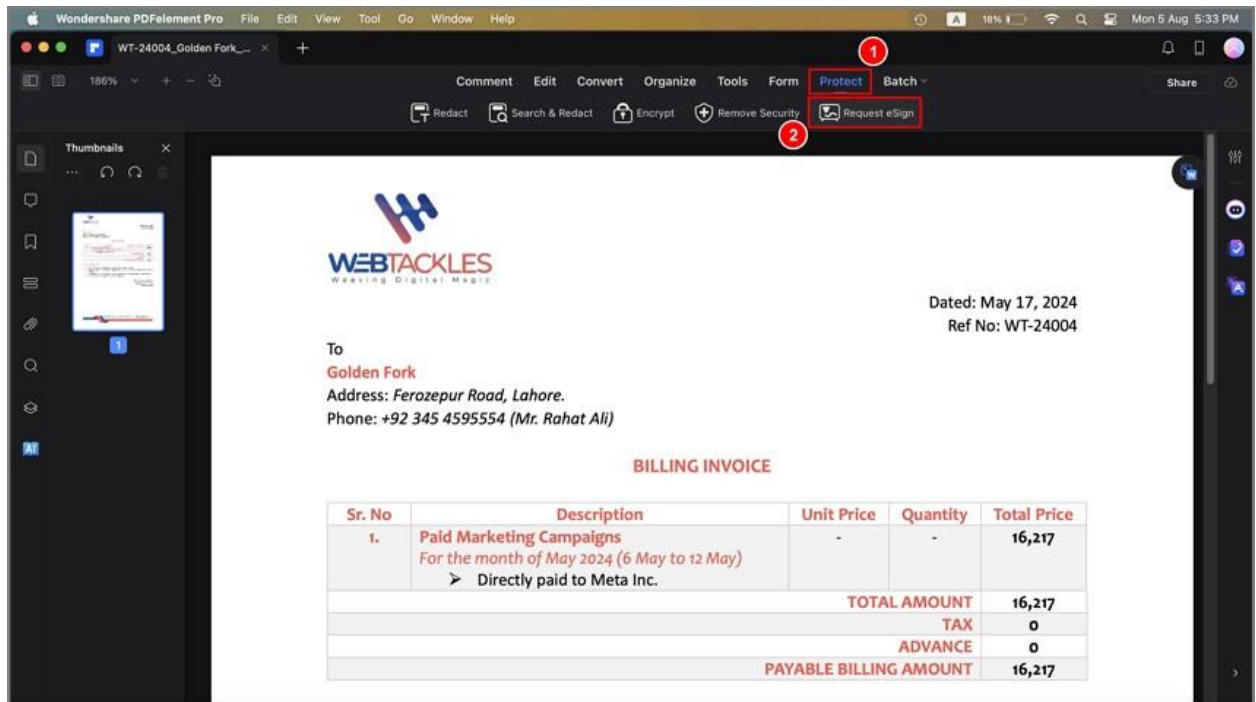 Wondershare PDFelement Pro File Edit View Tool Go Window Help A 18% Mon 5 Aug 5:33 PM
WT-24004_Golden Fork_... × +
1
186% Comment Edit Convert Organize Tools Form Protect Batch Share
Redact Search & Redact Encrypt Remove Security Request eSign
2
Thumbnails
WEBTACKLES
Weaving Digital Magic
Dated: May 17, 2024
Ref No: WT-24004
1
To
Golden Fork
Address: Ferozepur Road, Lahore.
Phone: +92 345 4595554 (Mr. Rahat Ali)
AI
BILLING INVOICE
Sr. No Description Unit Price Quantity Total Price
1. Paid Marketing Campaigns - - 16,217
For the month of May 2024 (6 May to 12 May)
➤ Directly paid to Meta Inc.
TOTAL AMOUNT 16,217
TAX 0
ADVANCE 0
PAYABLE BILLING AMOUNT 16,217